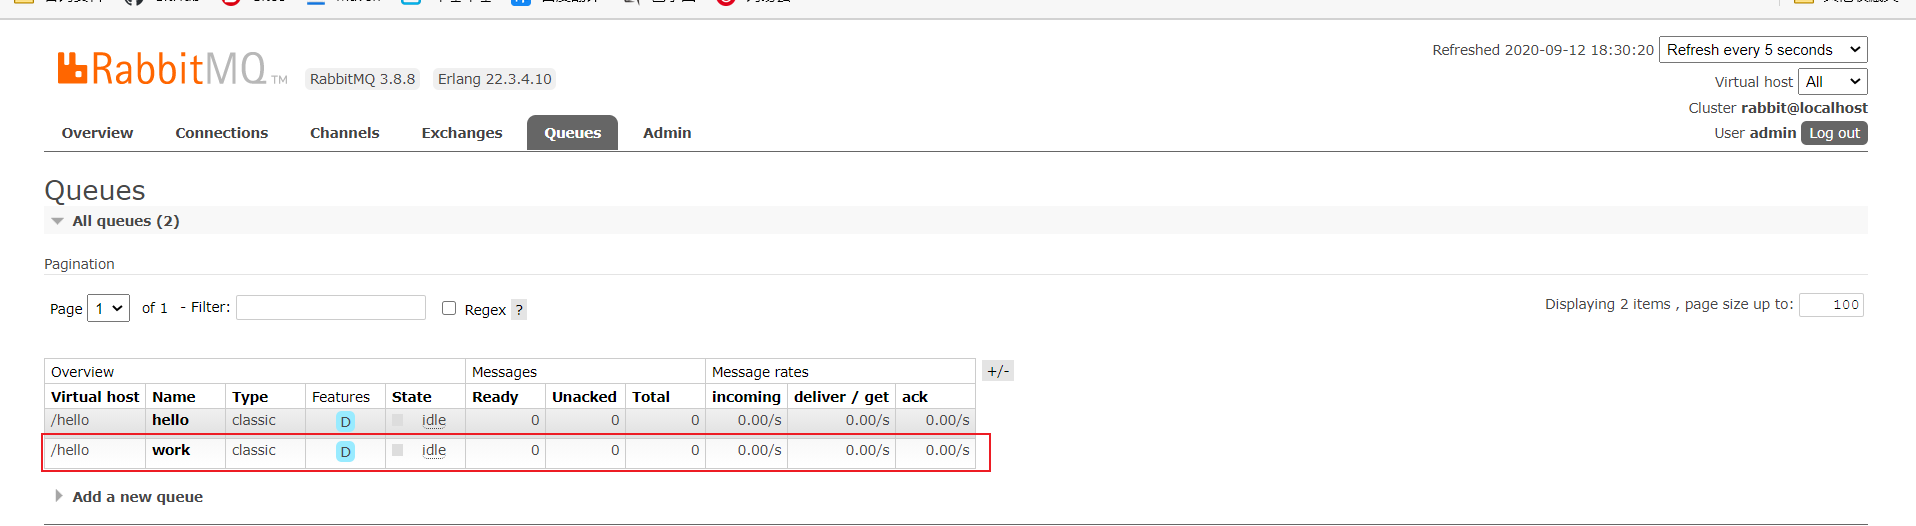 RabbitMQ TM RabbitMQ 3.8.8 Erlang 22.3.4.10
Refreshed 2020-09-12 18:30:20 Refresh every 5 seconds
Virtual host All
Cluster rabbit@localhost
User admin Log out
Overview Connections Channels Exchanges Queues Admin
Queues
All queues (2)
Pagination
Page 1 of 1 - Filter: Regex ? Displaying 2 items , page size up to: 100
Overview Messages Message rates +/-
Virtual host Name Type Features State Ready Unacked Total incoming deliver / get ack
/hello hello classic D idle 0 0 0 0.00/s 0.00/s 0.00/s
/hello work classic D idle 0 0 0 0.00/s 0.00/s 0.00/s
Add a new queue